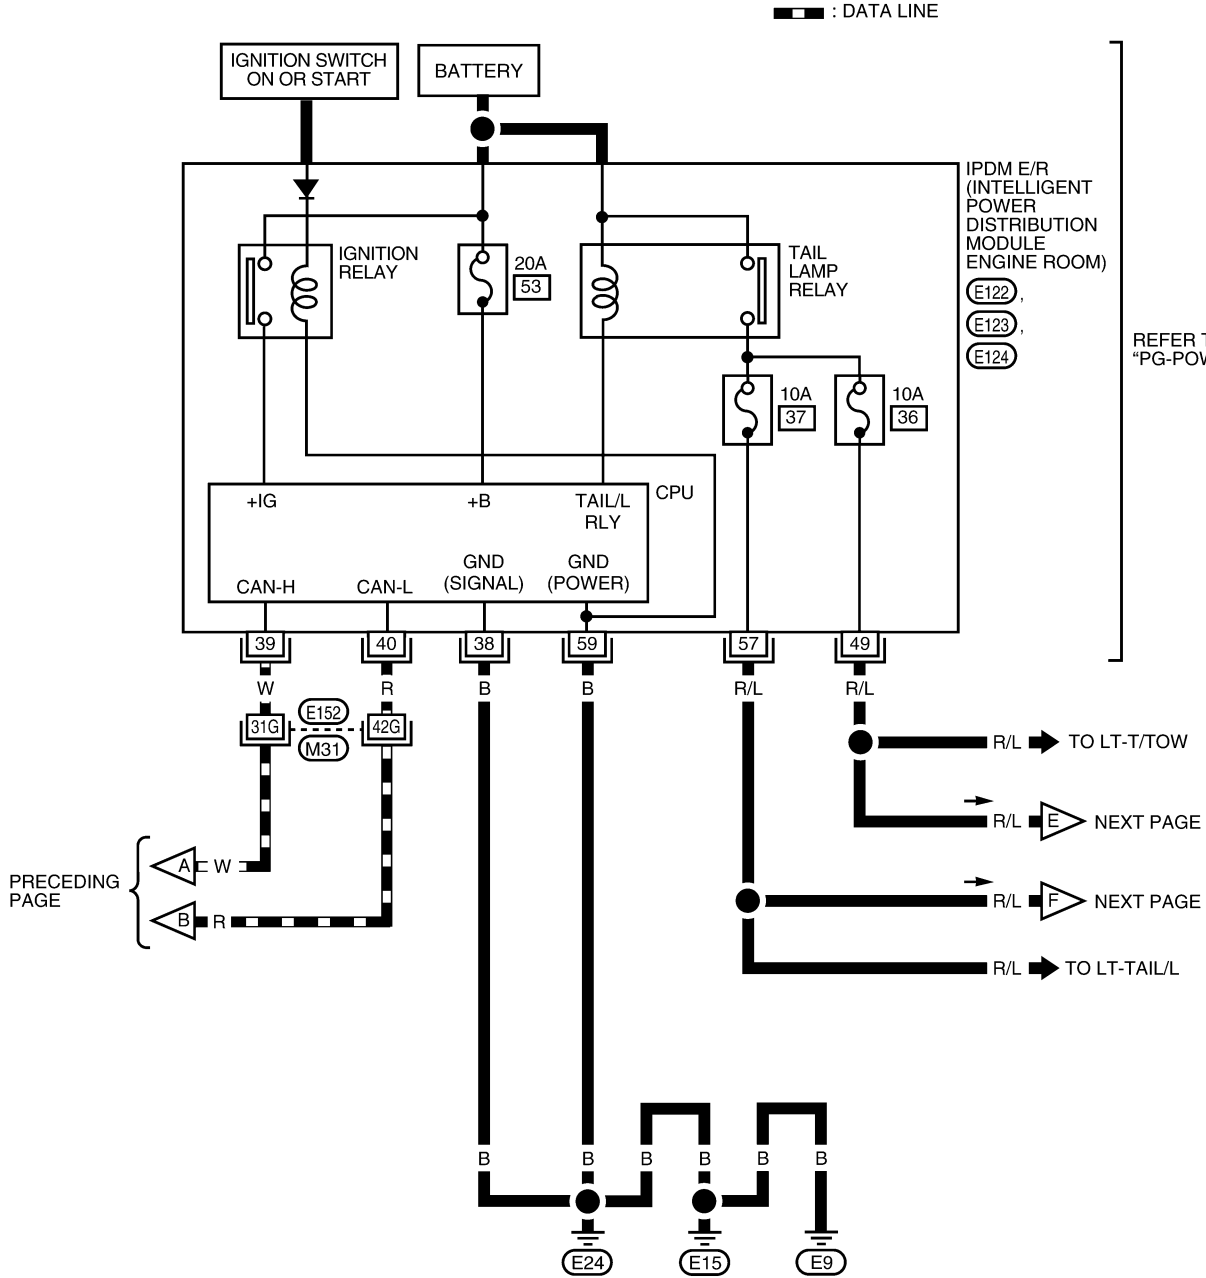 : DATA LINE
IGNITION SWITCH
ON OR START
BATTERY
IPDM E/R
(INTELLIGENT
POWER
DISTRIBUTION
MODULE
ENGINE ROOM)
E122 ,
E123 ,
E124
IGNITION
RELAY
20A
53
TAIL
LAMP
RELAY
REFER T
“PG-POW
10A
37
10A
36
CPU
+IG
+B
TAIL/L
RLY
CAN-H
CAN-L
GND
(SIGNAL)
GND
(POWER)
39
40
38
59
57
49
W
R
B
B
R/L
R/L
31G
E152
M31
42G
R/L
TO LT-T/TOW
R/L
E
NEXT PAGE
PRECEDING
PAGE
A
W
B
R
R/L
F
NEXT PAGE
R/L
TO LT-TAIL/L
B
B
B
B
B
B
E24
E15
E9